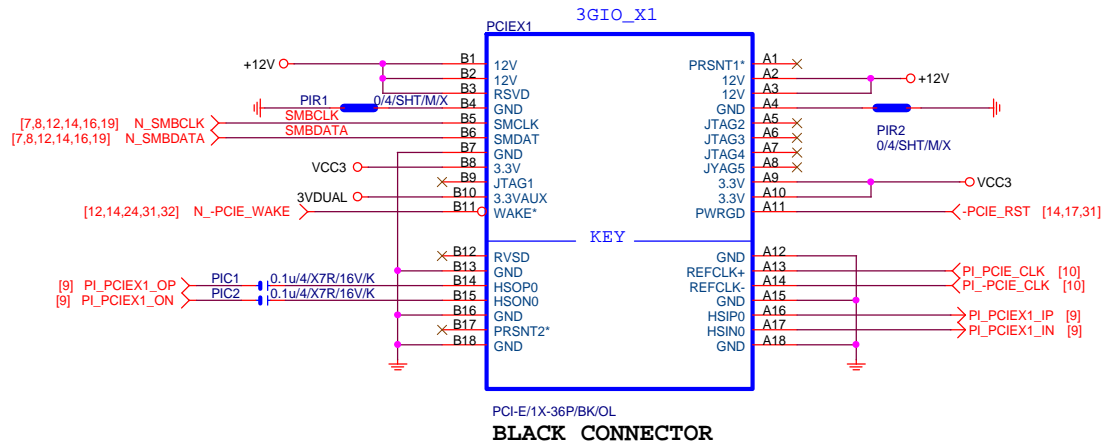 3GIO_X1
PCIEX1
+12V B1 12V PRSNT1* A1
B2 12V 12V A2 +12V
B3 RSVD 12V A3
PIR1 0/4/SHT/M/X B4 GND GND A4
[7,8,12,14,16,19] N_SMBCLK SMBCLK B5 SMCLK JTAG2 A5
[7,8,12,14,16,19] N_SMBDATA SMBDATA B6 SMDAT JTAG3 A6 PIR2
B7 GND JTAG4 A7 0/4/SHT/M/X
VCC3 B8 3.3V JYAG5 A8
B9 JTAG1 3.3V A9 VCC3
3VDUAL B10 3.3VAUX 3.3V A10
[12,14,24,31,32] N_-PCIE_WAKE B11 WAKE* PWRGD A11 -PCIE_RST [14,17,31]
KEY
B12 RVSD GND A12
B13 GND REFCLK+ A13 PI_PCIE_CLK [10]
[9] PI_PCIEX1_OP PIC1 0.1u/4/X7R/16V/K B14 HSOP0 REFCLK- A14 PI_-PCIE_CLK [10]
[9] PI_PCIEX1_ON PIC2 0.1u/4/X7R/16V/K B15 HSON0 GND A15
B16 GND HSIP0 A16 PI_PCIEX1_IP [9]
B17 PRSNT2* HSIN0 A17 PI_PCIEX1_IN [9]
B18 GND GND A18
PCI-E/1X-36P/BK/OL
BLACK CONNECTOR